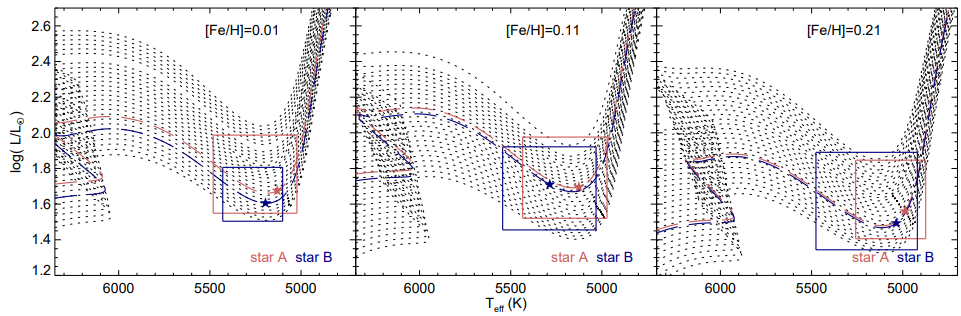 [Fe/H]=0.01 [Fe/H]=0.11 [Fe/H]=0.21
2.6
2.4
2.2
2.0
1.8
1.6
1.4
1.2
log( L/L☉)
star A star B star A star B star A star B
6000 5500 5000 6000 5500 5000 6000 5500 5000
Teff (K)